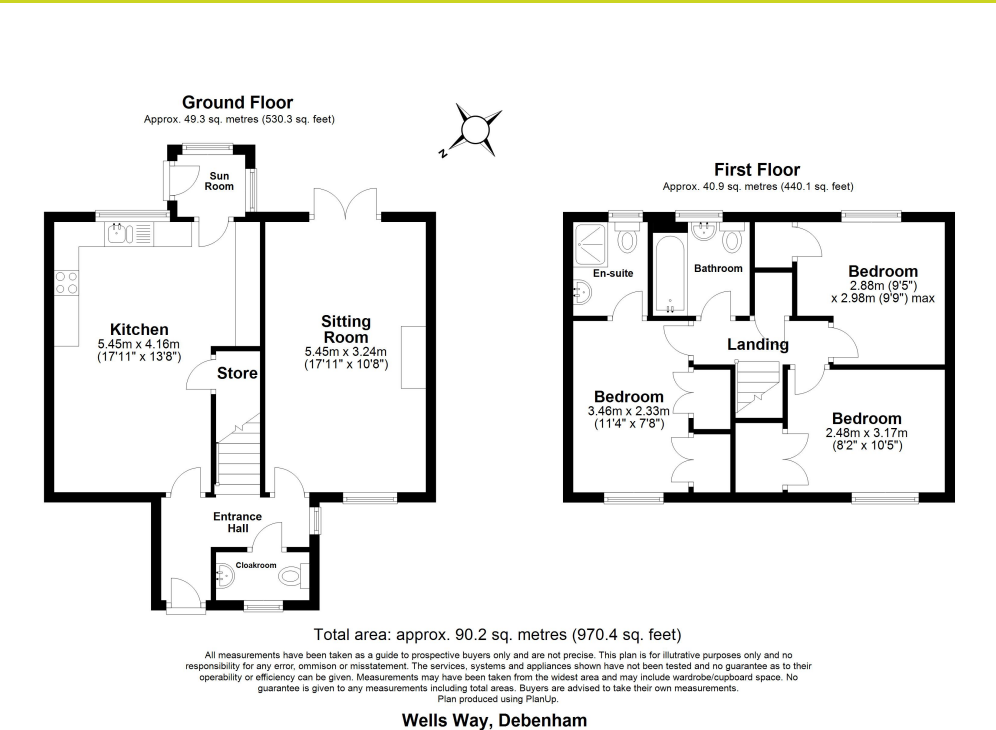 Ground Floor
Approx. 49.3 sq. metres (530.3 sq. feet)
Sun
Room
Kitchen
5.45m x 4.16m
(17'11" x 13'8")
Sitting
Room
5.45m x 3.24m
(17'11" x 10'8")
Store
Entrance
Hall
Cloakroom
N
First Floor
Approx. 40.9 sq. metres (440.1 sq. feet)
En-suite
Bathroom
Bedroom
2.88m (9'5")
x 2.98m (9'9") max
Landing
Bedroom
3.46m x 2.33m
(11'4" x 7'8")
Bedroom
2.48m x 3.17m
(8'2" x 10'5")
Total area: approx. 90.2 sq. metres (970.4 sq. feet)
All measurements have been taken as a guide to prospective buyers only and are not precise. This plan is for illutrative purposes only and no
responsibility for any error, ommison or misstatement. The services, systems and appliances shown have not been tested and no guarantee as to their
operability or efficiency can be given. Measurements may have been taken from the widest area and may include wardrobe/cupboard space. No
guarantee is given to any measurements including total areas. Buyers are advised to take their own measurements.
Plan produced using PlanUp.
Wells Way, Debenham